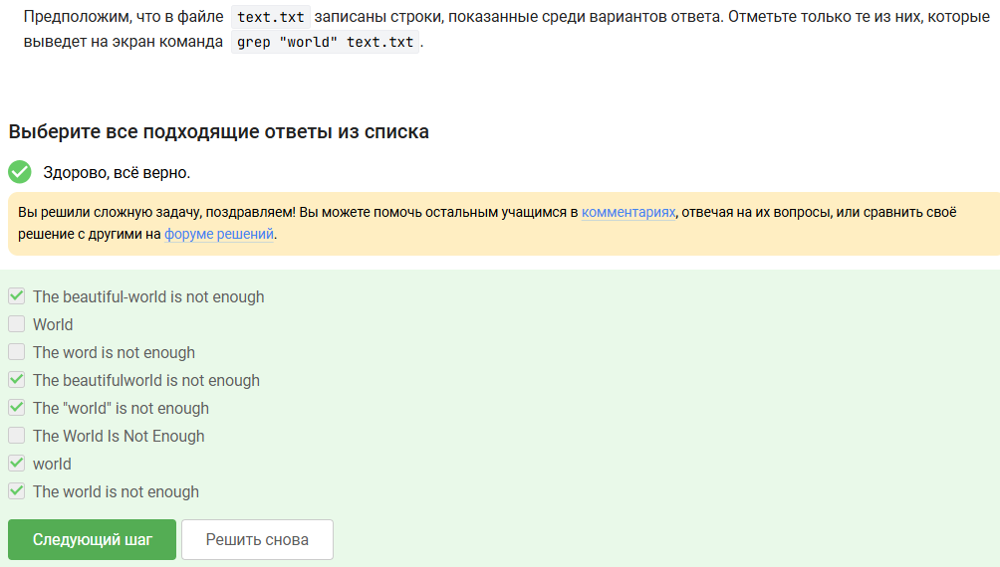 Предположим, что в файле text.txt записаны строки, показанные среди вариантов ответа. Отметьте только те из них, которые
выведет на экран команда grep "world" text.txt.
Выберите все подходящие ответы из списка
Здорово, всё верно.
Вы решили сложную задачу, поздравляем! Вы можете помочь остальным учащимся в комментариях, отвечая на их вопросы, или сравнить своё
решение с другими на форуме решений.
The beautiful-world is not enough
World
The word is not enough
The beautifulworld is not enough
The "world" is not enough
The World Is Not Enough
world
The world is not enough
Следующий шаг Решить снова